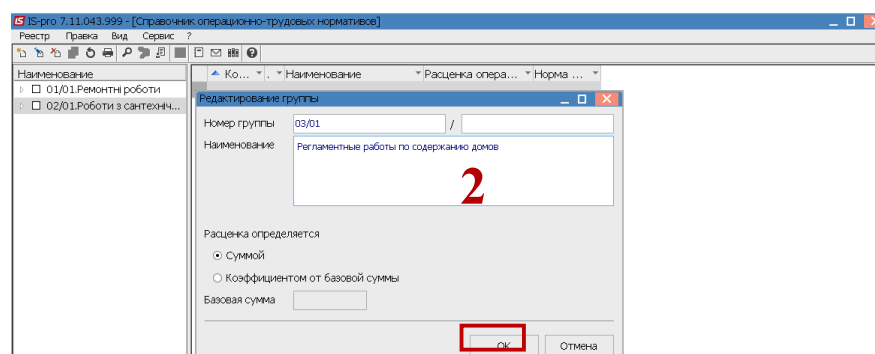 IS-pro 7.11.043.999 - [Справочник операционно-трудовых нормативов]
Реестр Правка Вид Сервис ?
Наименование Ко... . Наименование Расценка опера... Норма ...
01/01.Ремонтні роботи
02/01.Роботи з сантехніч...
Редактирование группы
Номер группы 03/01 /
Наименование Регламентные работы по содержанию домов
2
Расценка определяется
Суммой
Коэффициентом от базовой суммы
Базовая сумма
ОК Отмена